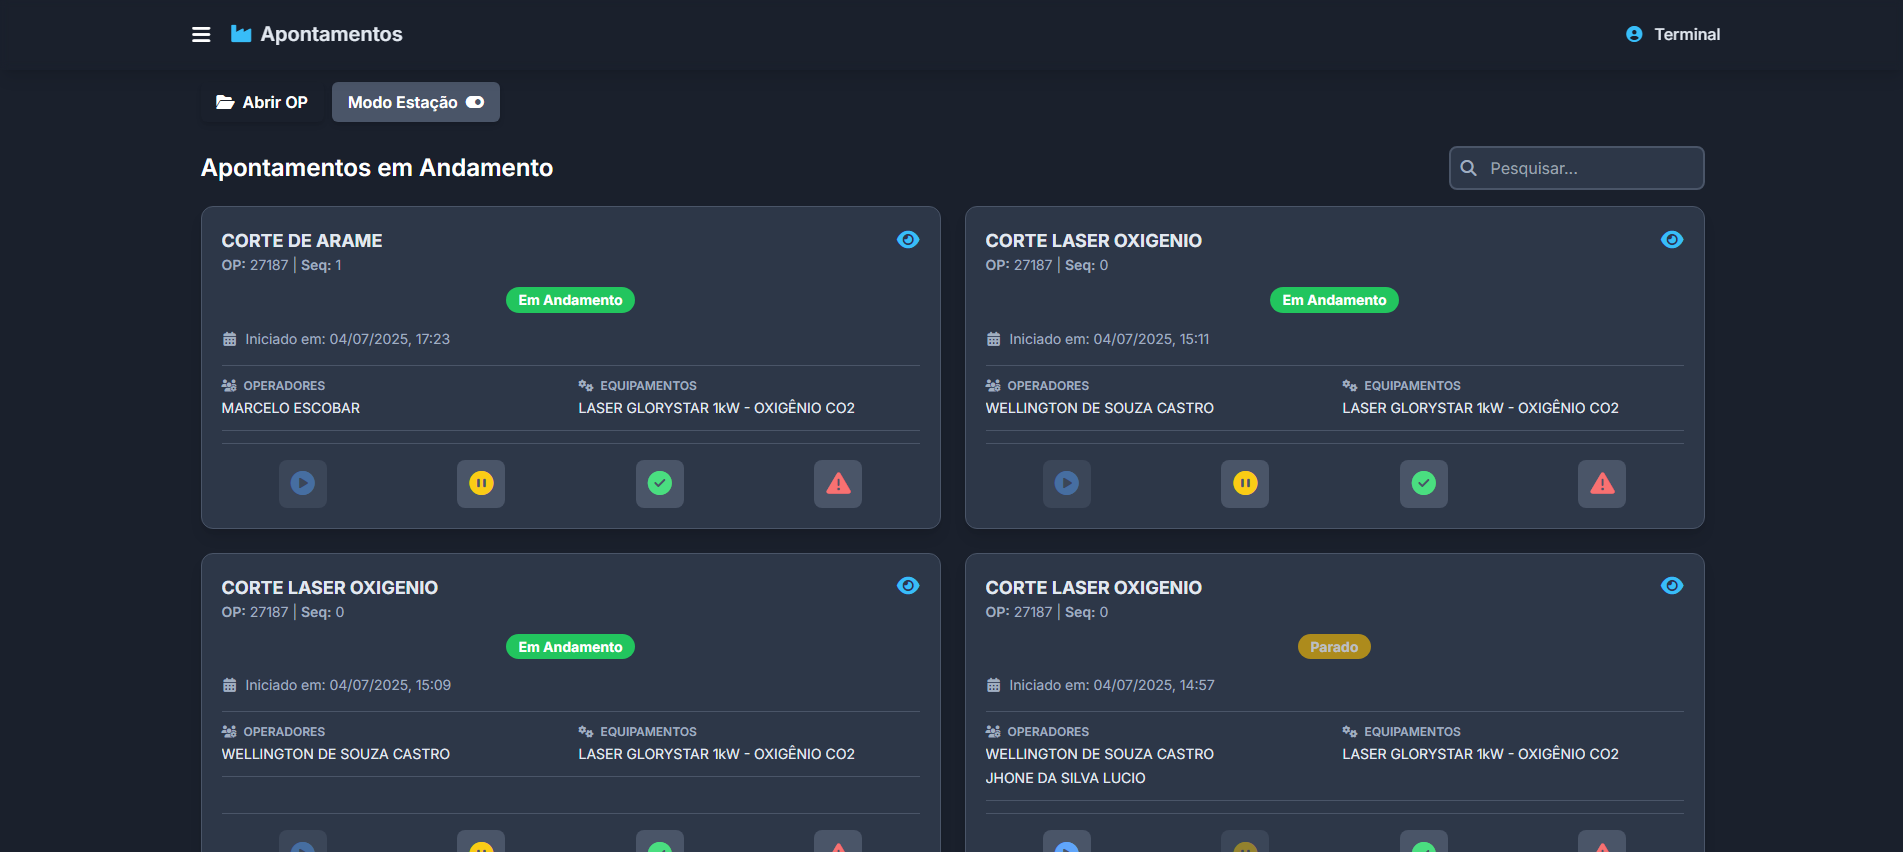 Apontamentos
Terminal
Abrir OP
Modo Estação
Apontamentos em Andamento
Pesquisar...
CORTE DE ARAME
OP: 27187 | Seq: 1
Em Andamento
Iniciado em: 04/07/2025, 17:23
OPERADORES
MARCELO ESCOBAR
EQUIPAMENTOS
LASER GLORYSTAR 1kW - OXIGÊNIO CO2
CORTE LASER OXIGENIO
OP: 27187 | Seq: 0
Em Andamento
Iniciado em: 04/07/2025, 15:11
OPERADORES
WELLINGTON DE SOUZA CASTRO
EQUIPAMENTOS
LASER GLORYSTAR 1kW - OXIGÊNIO CO2
CORTE LASER OXIGENIO
OP: 27187 | Seq: 0
Em Andamento
Iniciado em: 04/07/2025, 15:09
OPERADORES
WELLINGTON DE SOUZA CASTRO
EQUIPAMENTOS
LASER GLORYSTAR 1kW - OXIGÊNIO CO2
CORTE LASER OXIGENIO
OP: 27187 | Seq: 0
Parado
Iniciado em: 04/07/2025, 14:57
OPERADORES
WELLINGTON DE SOUZA CASTRO
JHONE DA SILVA LUCIO
EQUIPAMENTOS
LASER GLORYSTAR 1kW - OXIGÊNIO CO2